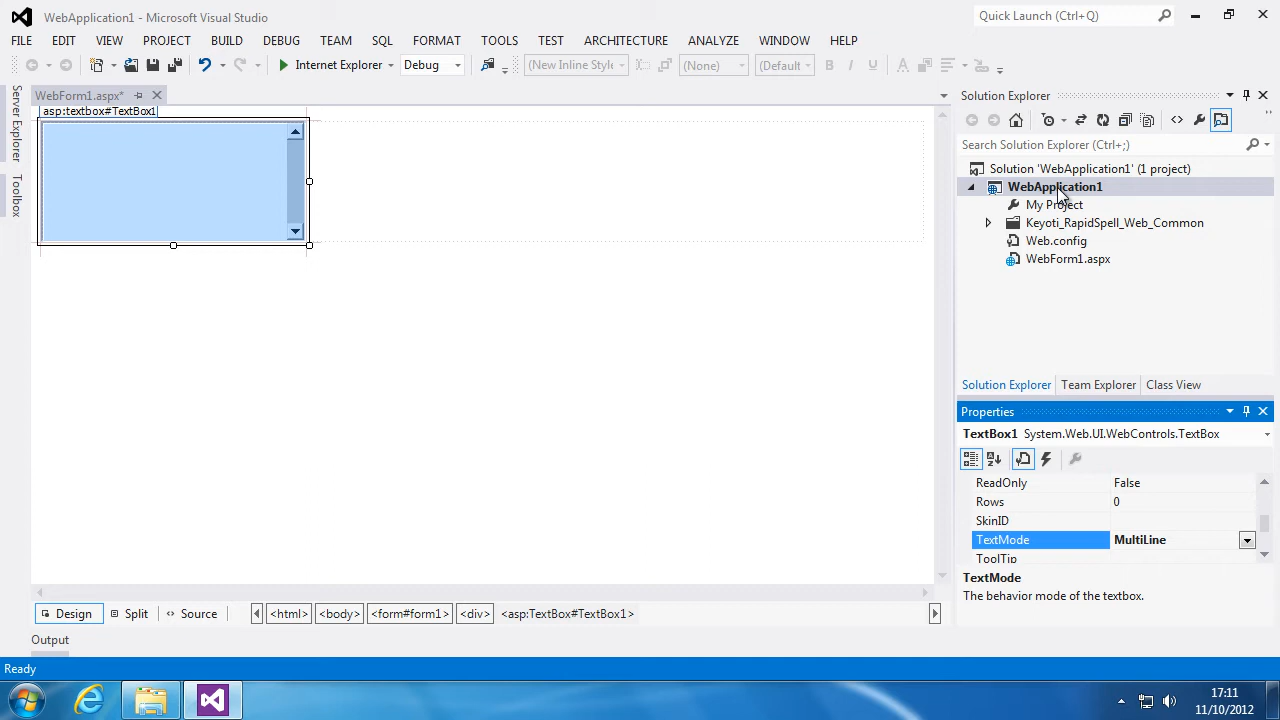 WebApplication1 - Microsoft Visual Studio
Quick Launch (Ctrl+Q)
FILE EDIT VIEW PROJECT BUILD DEBUG TEAM SQL FORMAT TOOLS TEST ARCHITECTURE ANALYZE WINDOW HELP
Internet Explorer Debug (New Inline Style (None) (Default
Server Explorer
Toolbox
WebForm1.aspx*
asp:textbox#TextBox1
Solution Explorer
Search Solution Explorer (Ctrl+;)
Solution 'WebApplication1' (1 project)
WebApplication1
My Project
Keyoti_RapidSpell_Web_Common
Web.config
WebForm1.aspx
Solution Explorer Team Explorer Class View
Properties
TextBox1 System.Web.UI.WebControls.TextBox
ReadOnly False
Rows 0
SkinID
TextMode MultiLine
ToolTip
TextMode
The behavior mode of the textbox.
Design Split Source <html> <body> <form#form1> <div> <asp:TextBox#TextBox1>
Output
Ready
17:11
11/10/2012